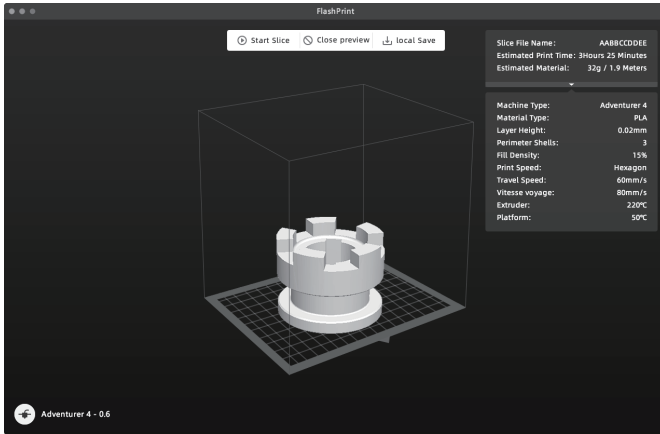 FlashPrint
Start Slice
Close preview
local Save
Slice File Name: AABBCCDDEE
Estimated Print Time: 3Hours 25 Minutes
Estimated Material: 32g / 1.9 Meters
Machine Type: Adventurer 4
Material Type: PLA
Layer Height: 0.02mm
Perimeter Shells: 3
Fill Density: 15%
Print Speed: Hexagon
Travel Speed: 60mm/s
Vitesse voyage: 80mm/s
Extruder: 220℃
Platform: 50℃
Adventurer 4 - 0.6